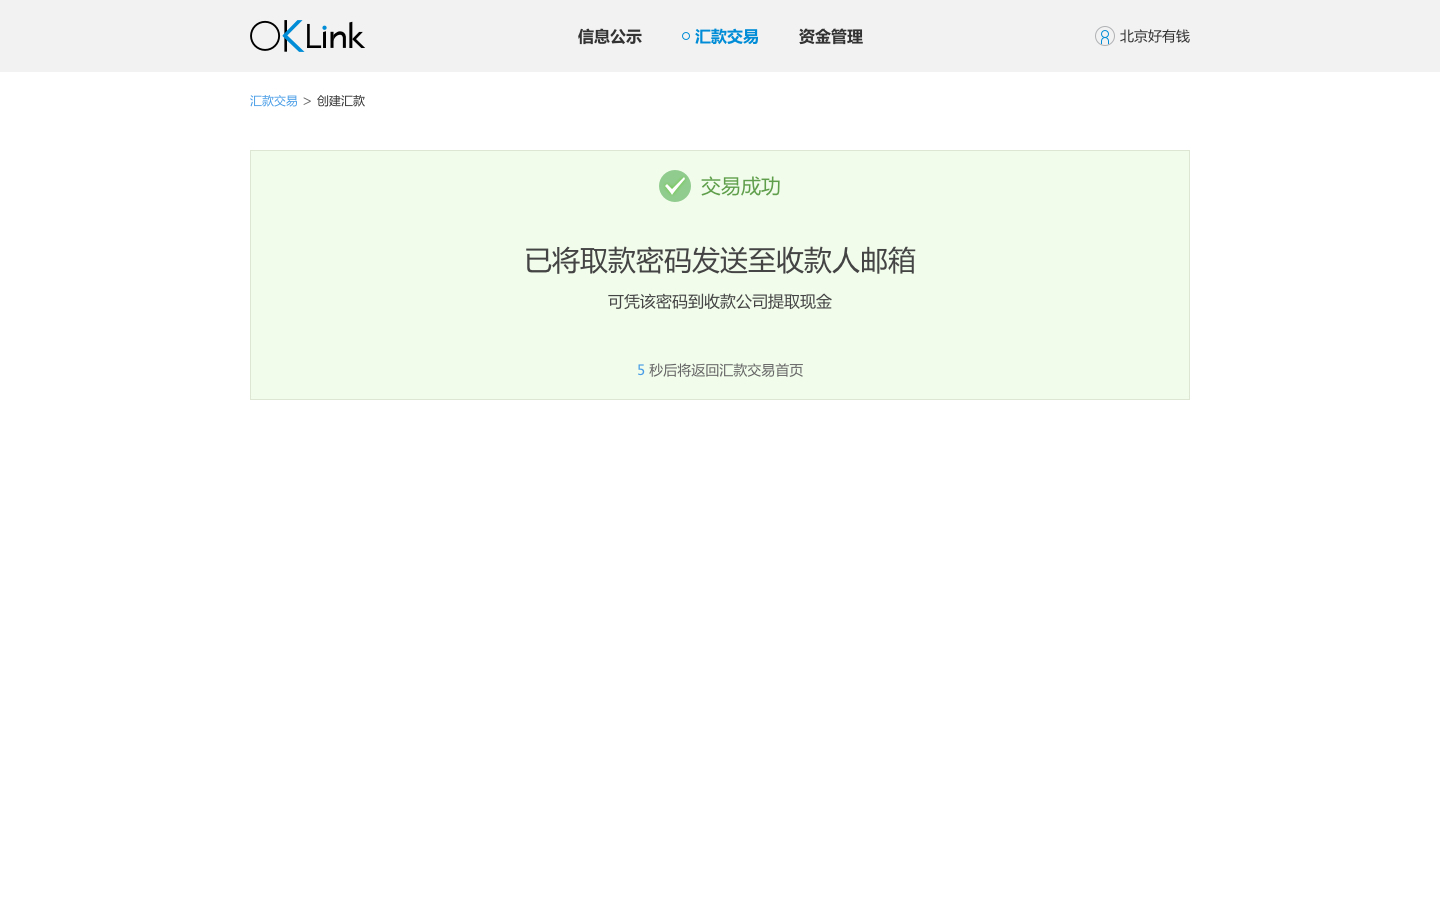 OKLink
信息公示
汇款交易
资金管理
北京好有钱
汇款交易 > 创建汇款
交易成功
已将取款密码发送至收款人邮箱
可凭该密码到收款公司提取现金
5 秒后将返回汇款交易首页